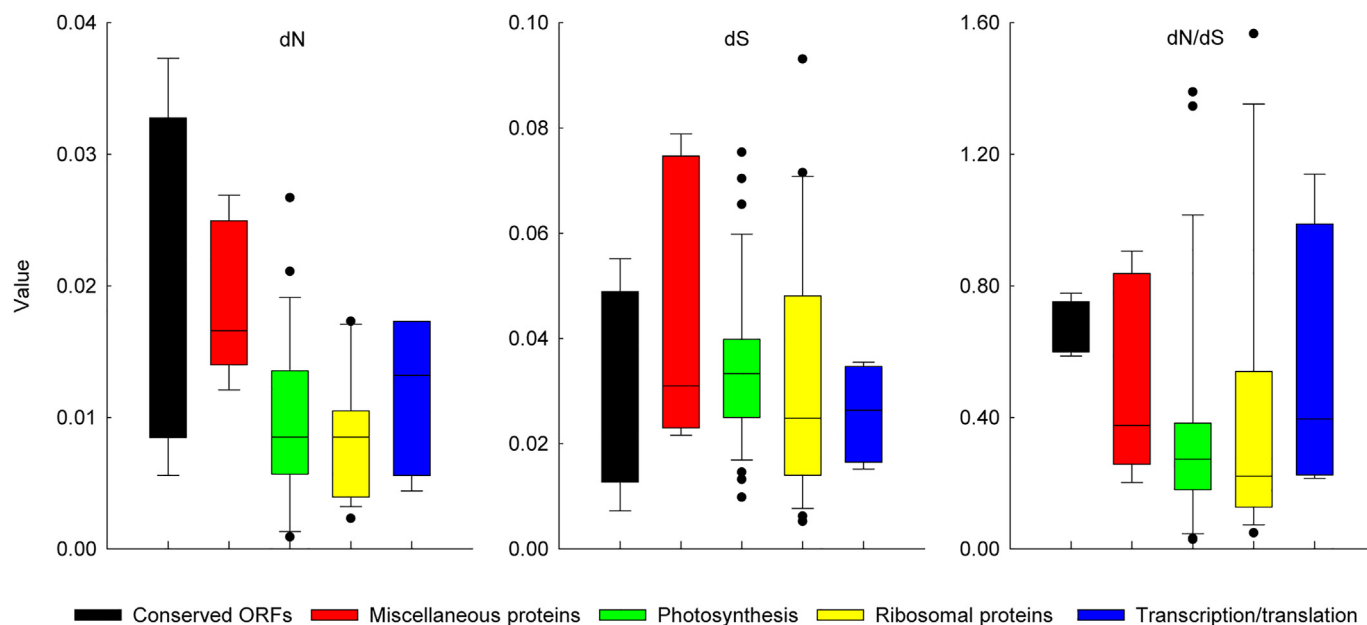 dN
dS
dN/dS
Value
0.04
0.03
0.02
0.01
0.00
0.10
0.08
0.06
0.04
0.02
0.00
1.60
1.20
0.80
0.40
0.00
Conserved ORFs
Miscellaneous proteins
Photosynthesis
Ribosomal proteins
Transcription/translation